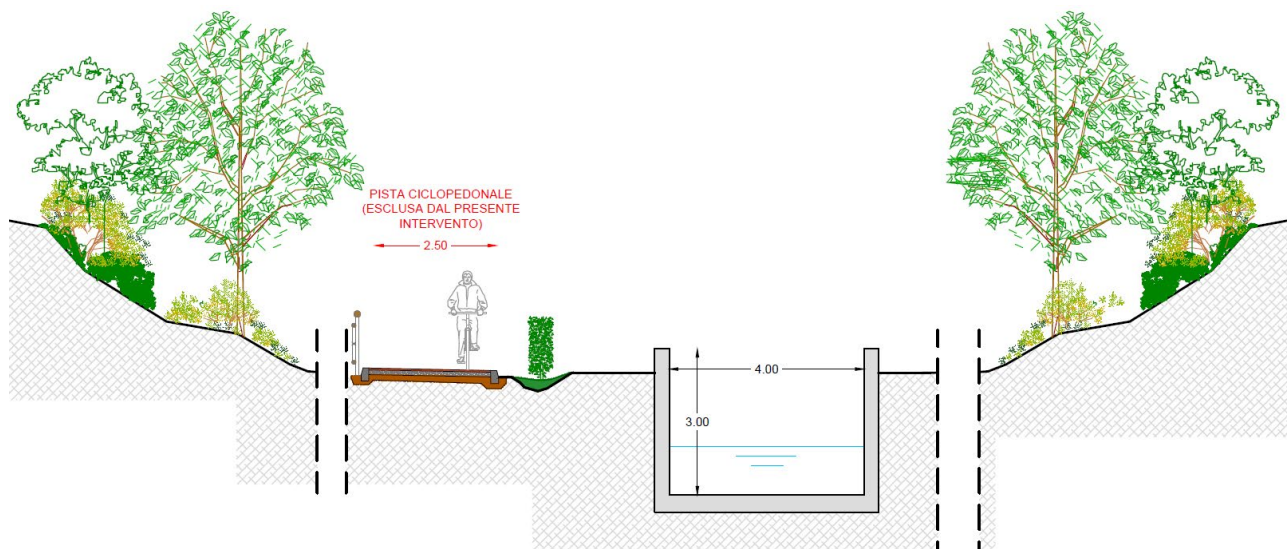 PISTA CICLOPEDONALE
(ESCLUSA DAL PRESENTE
INTERVENTO)
2.50
4.00
3.00